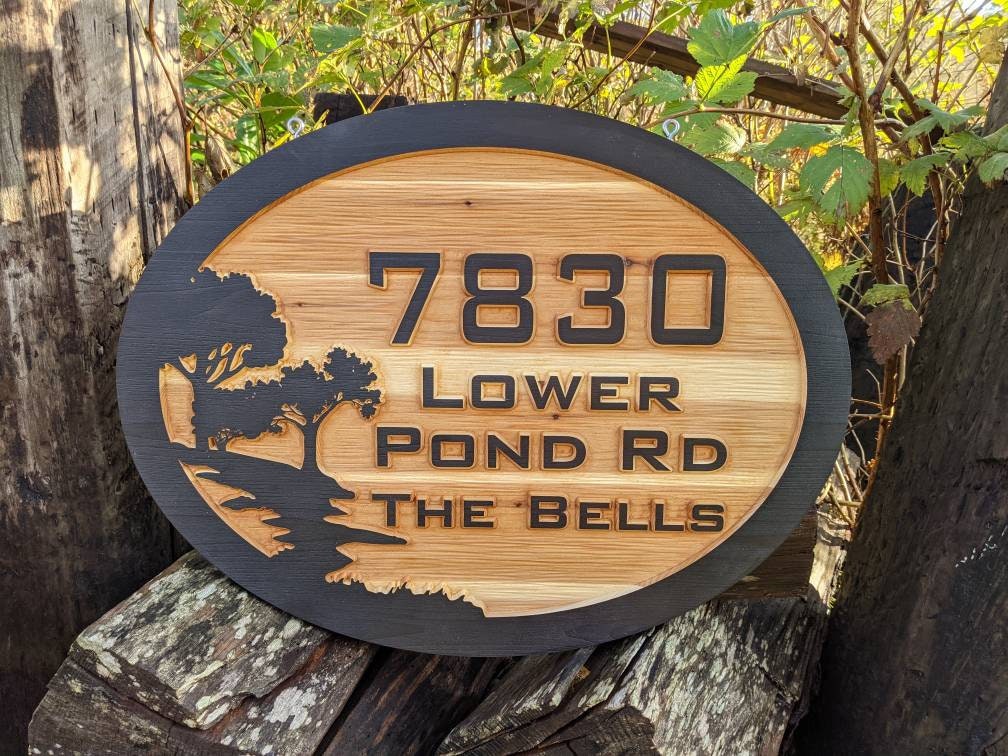 7830
Lower
Pond Rd
The Bells